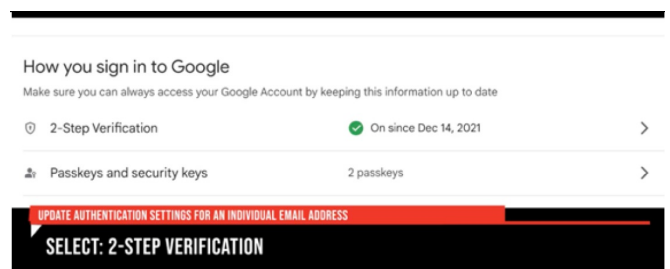 How you sign in to Google
Make sure you can always access your Google Account by keeping this information up to date
2-Step Verification
On since Dec 14, 2021
Passkeys and security keys
2 passkeys
UPDATE AUTHENTICATION SETTINGS FOR AN INDIVIDUAL EMAIL ADDRESS
SELECT: 2-STEP VERIFICATION